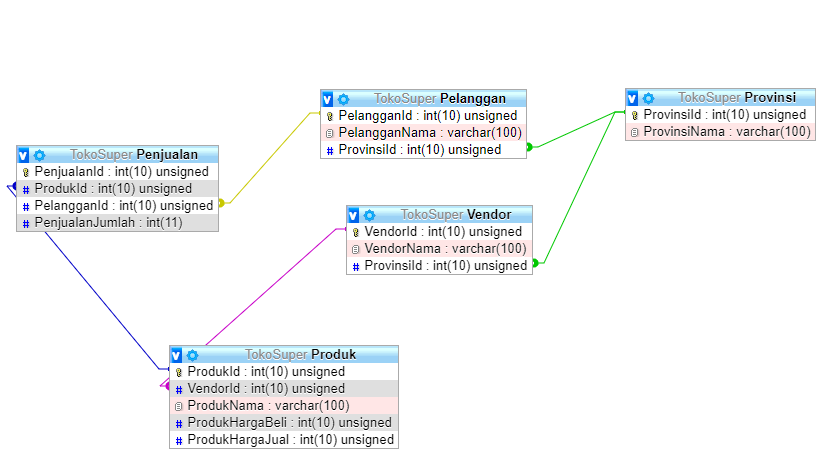 TokoSuper Penjualan
PenjualanId : int(10) unsigned
ProdukId : int(10) unsigned
PelangganId : int(10) unsigned
PenjualanJumlah : int(11)
TokoSuper Pelanggan
PelangganId : int(10) unsigned
PelangganNama : varchar(100)
ProvinsiId : int(10) unsigned
TokoSuper Provinsi
ProvinsiId : int(10) unsigned
ProvinsiNama : varchar(100)
TokoSuper Vendor
VendorId : int(10) unsigned
VendorNama : varchar(100)
ProvinsiId : int(10) unsigned
TokoSuper Produk
ProdukId : int(10) unsigned
VendorId : int(10) unsigned
ProdukNama : varchar(100)
ProdukHargaBeli : int(10) unsigned
ProdukHargaJual : int(10) unsigned